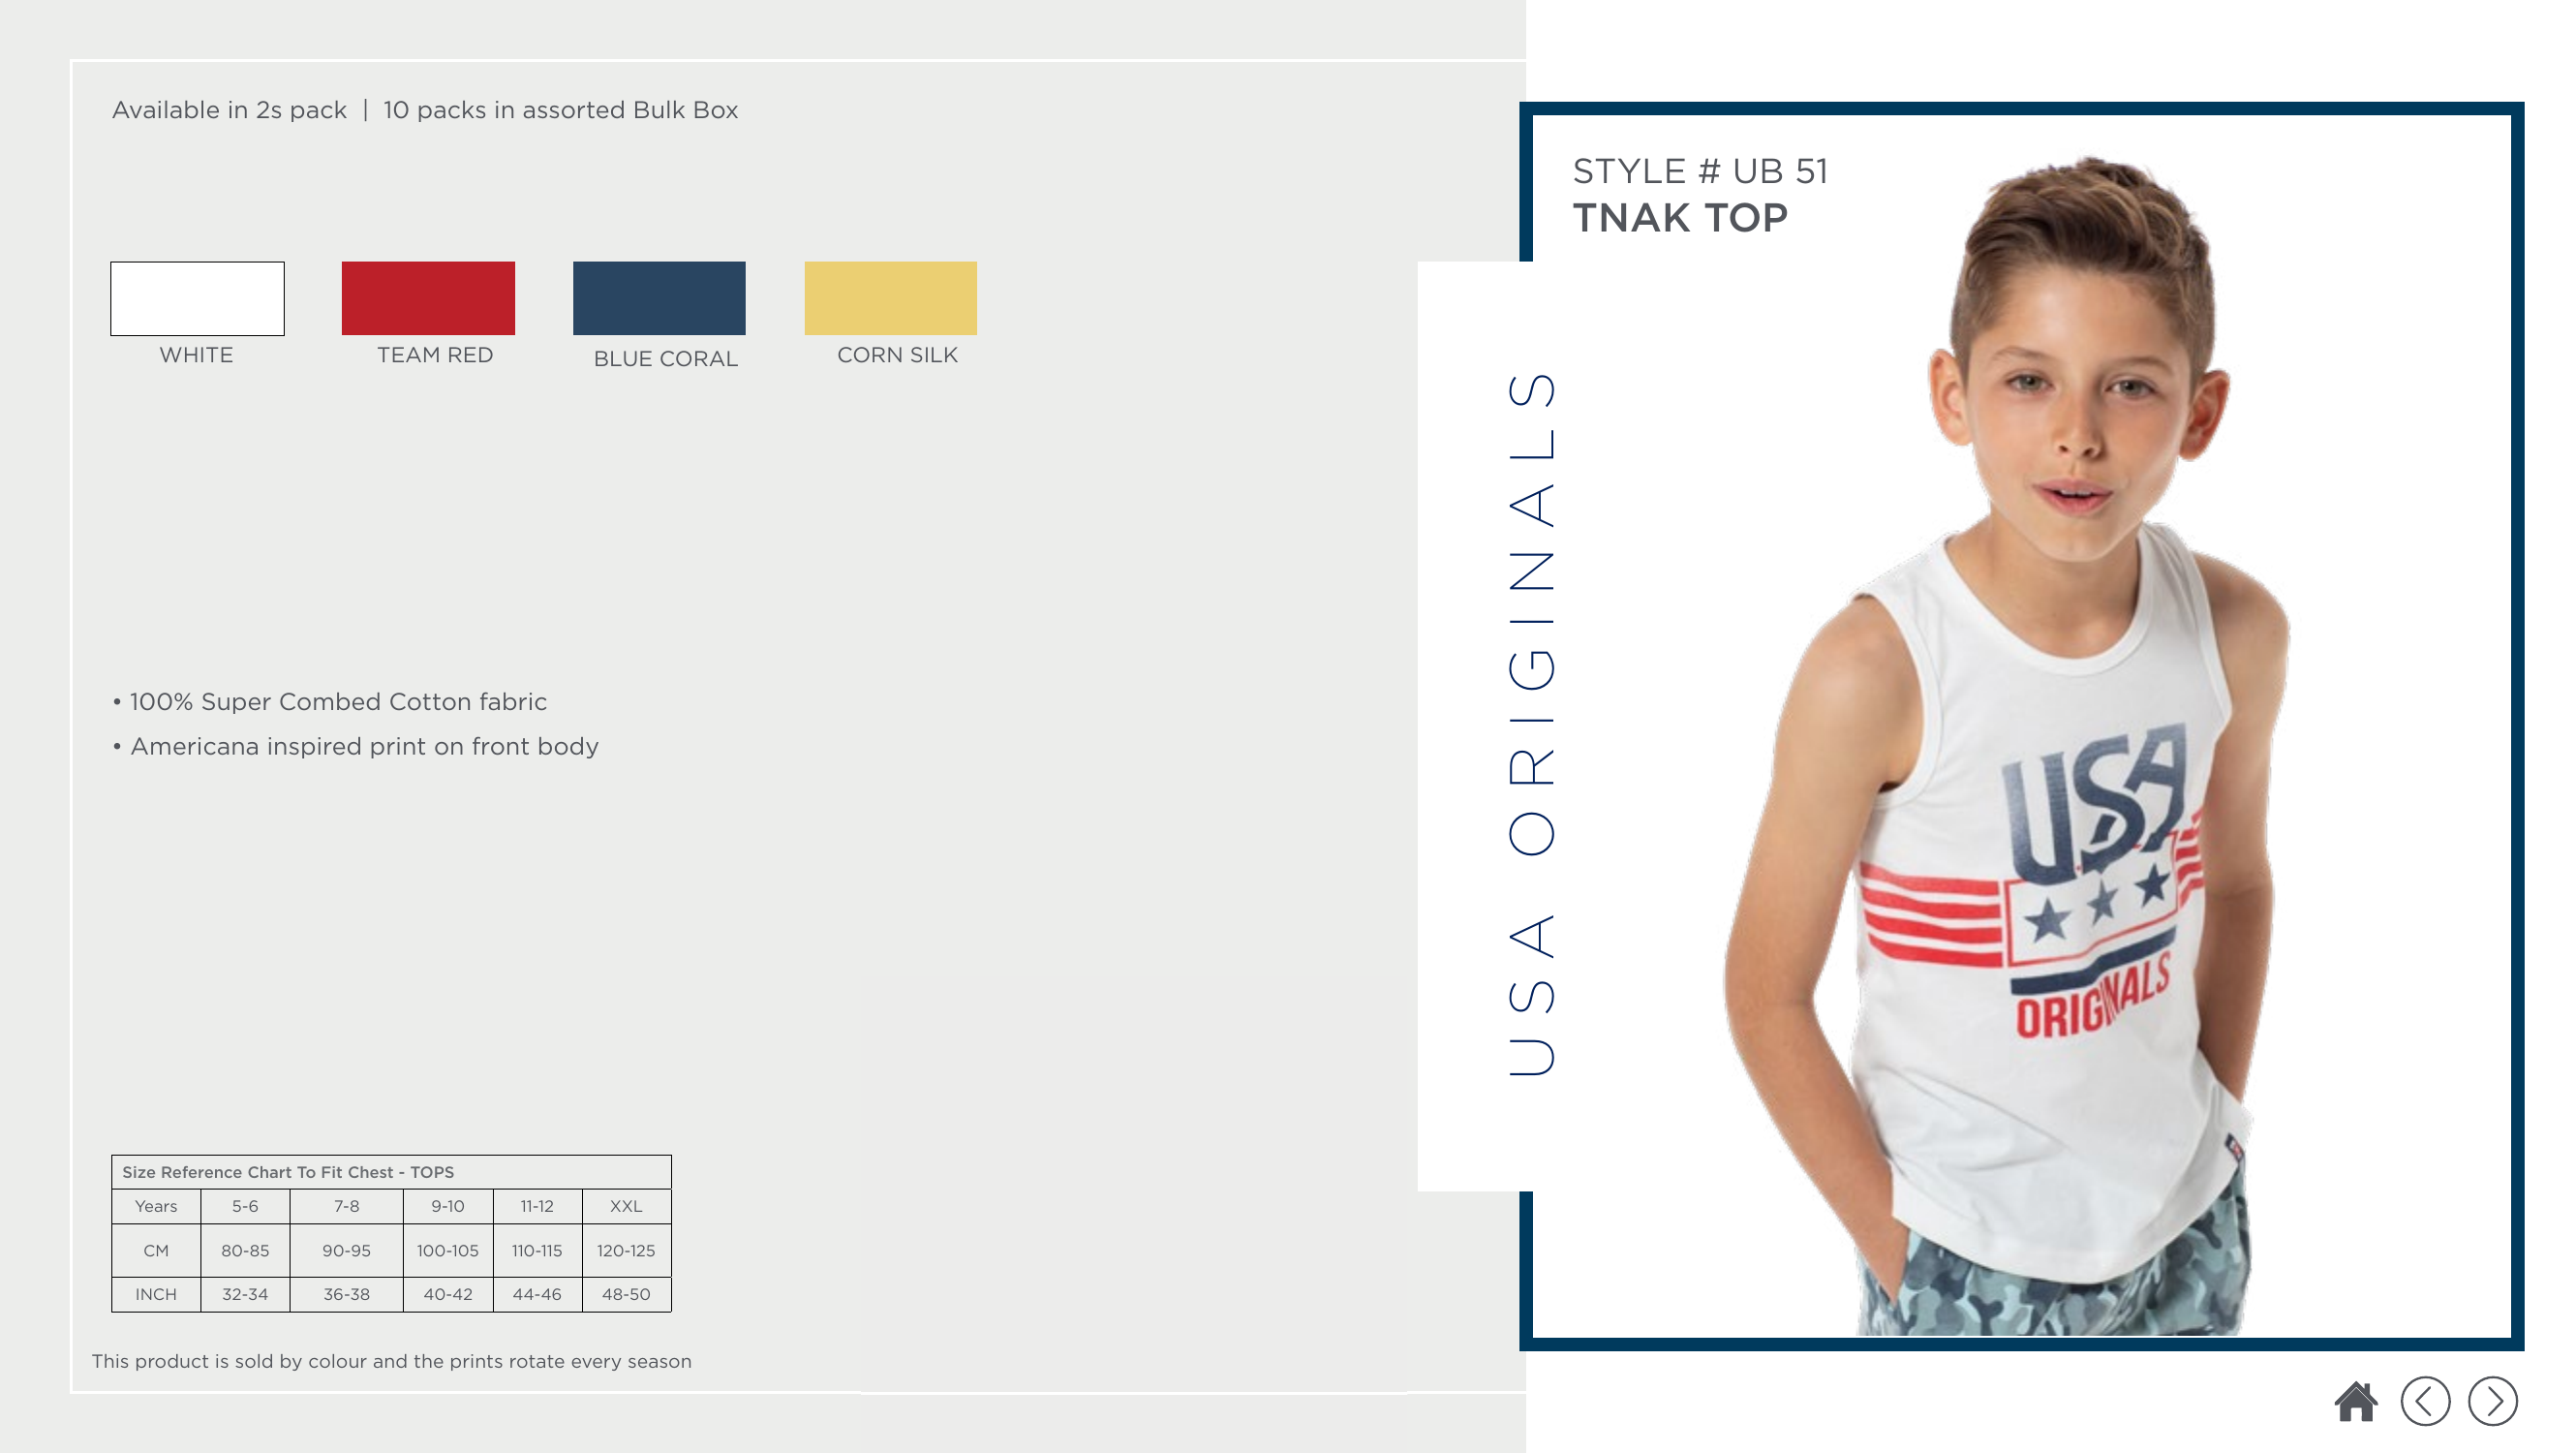 Available in 2s pack | 10 packs in assorted Bulk Box
WHITE
TEAM RED
BLUE CORAL
CORN SILK
• 100% Super Combed Cotton fabric
• Americana inspired print on front body
Size Reference Chart To Fit Chest - TOPS
Years 5-6 7-8 9-10 11-12 XXL
CM 80-85 90-95 100-105 110-115 120-125
INCH 32-34 36-38 40-42 44-46 48-50
This product is sold by colour and the prints rotate every season
USA ORIGINALS
STYLE # UB 51
TNAK TOP
USA
ORIGINALS